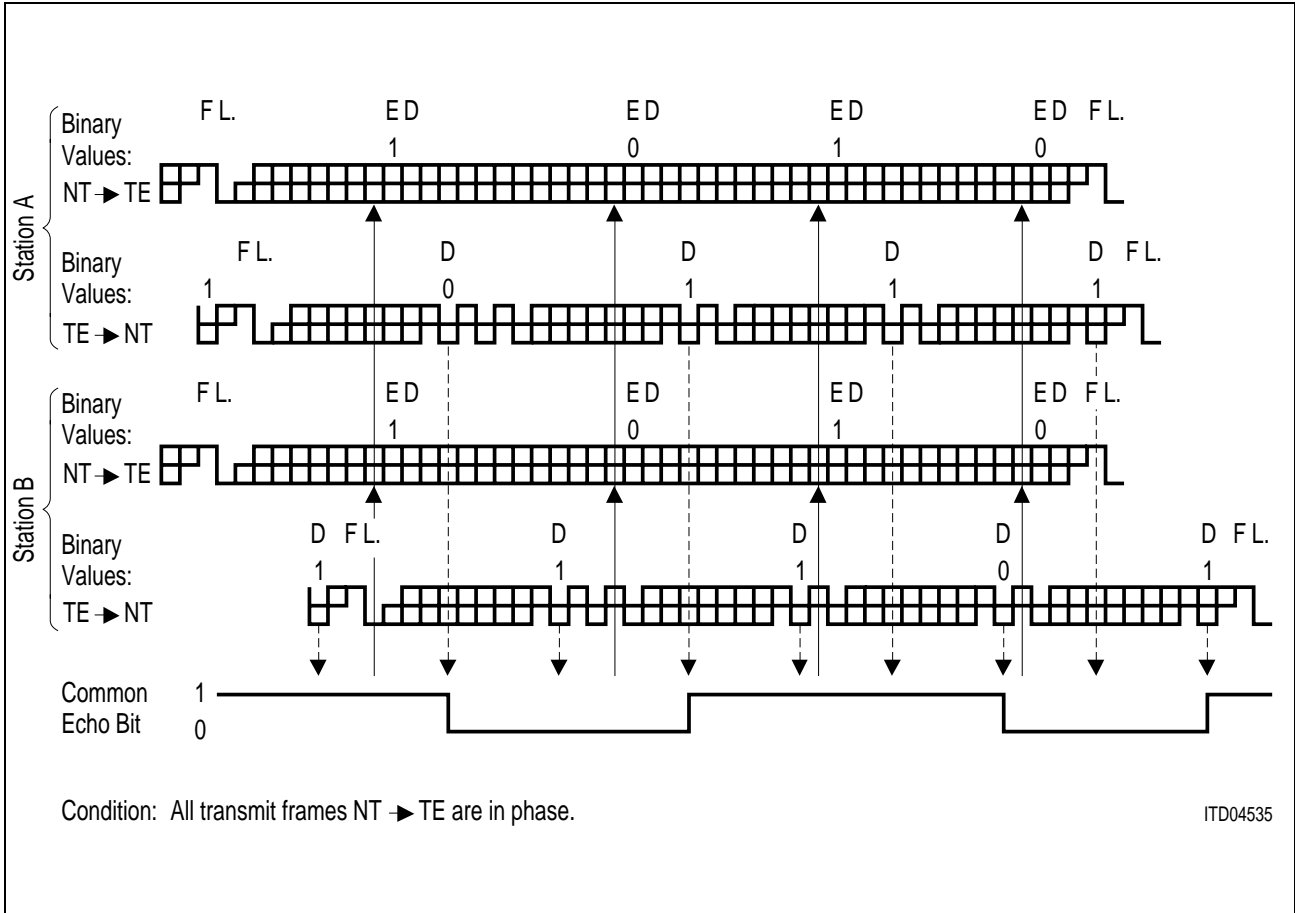 F L. E D E D E D E D F L.
Binary
Values: 1 0 1 0
NT → TE
Station A
F L. D D D D F L.
Binary
Values: 1 0 1 1 1
TE → NT
F L. E D E D E D E D F L.
Binary
Values: 1 0 1 0
NT → TE
Station B
D F L. D D D D F L.
Binary
Values: 1 1 1 0 1
TE → NT
Common 1
Echo Bit 0
Condition: All transmit frames NT → TE are in phase.
ITD04535